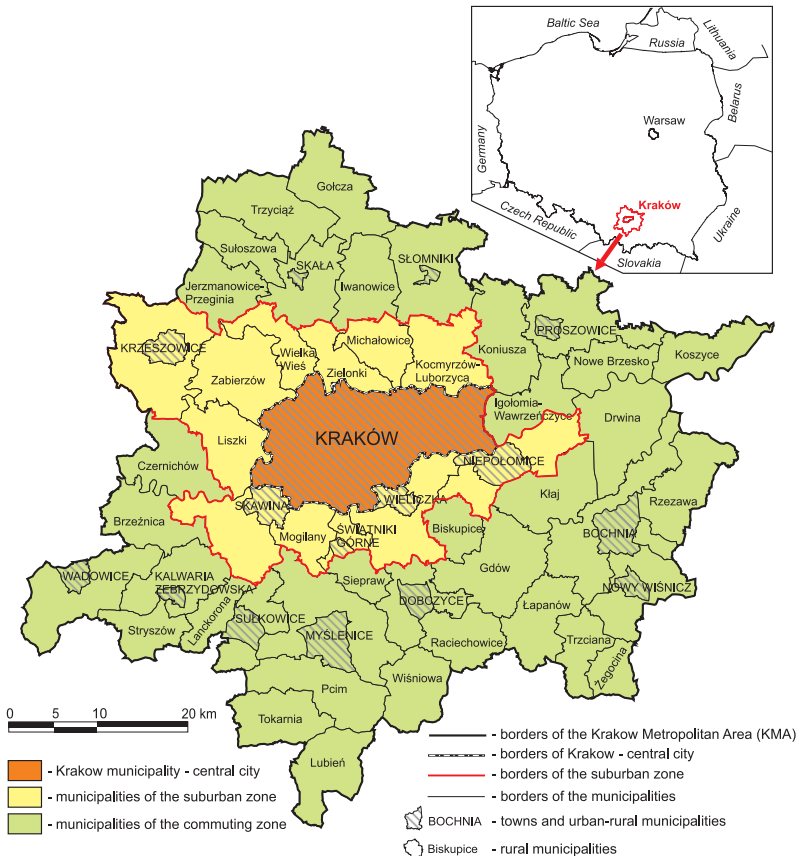 Baltic Sea
Lithuania
Russia
Belarus
Warsaw
Germany
Kraków
Czech Republic
Ukraine
Slovakia
Gołcza
Trzyciąż
Sułoszowa
SKAŁA
SŁOMNIKI
Jerzmanowice-
Przeginia
Iwanowice
PROSZOWICE
KRZESZOWICE
Michałowice
Koniusza
Koszyce
Wielka
Wieś
Nowe Brzesko
Zabierzów
Zielonki
Kocmyrzów-
Luborzyca
Igołomia-
Wawrzeńczyce
Drwina
Liszki
KRAKÓW
Czernichów
NIEPOŁOMICE
Kłaj
Rzezawa
SKAWINA
WIELICZKA
Brzeźnica
Mogilany
ŚWIĄTNIKI
GÓRNE
Biskupice
BOCHNIA
Gdów
WADOWICE
KALWARIA
ZEBRZYDOWSKA
Siepraw
DOBCZYCE
NOWY WIŚNICZ
Łapanów
Lanckorona
SUŁKOWICE
Stryszów
MYŚLENICE
Raciechowice
Trzciana
Żegocina
Wiśniowa
Pcim
Tokarnia
Lubień
0 5 10 20 km
- Krakow municipality - central city
- municipalities of the suburban zone
- municipalities of the commuting zone
- borders of the Krakow Metropolitan Area (KMA)
- borders of Krakow - central city
- borders of the suburban zone
- borders of the municipalities
BOCHNIA - towns and urban-rural municipalities
Biskupice - rural municipalities